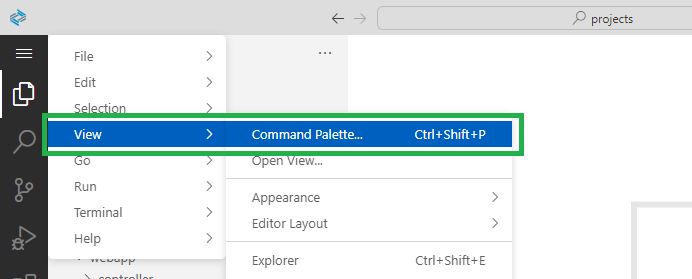 projects
File
Edit
Selection
View
Go
Run
Terminal
Help
Command Palette... Ctrl+Shift+P
Open View...
Appearance
Editor Layout
Explorer Ctrl+Shift+E
webapp
controller